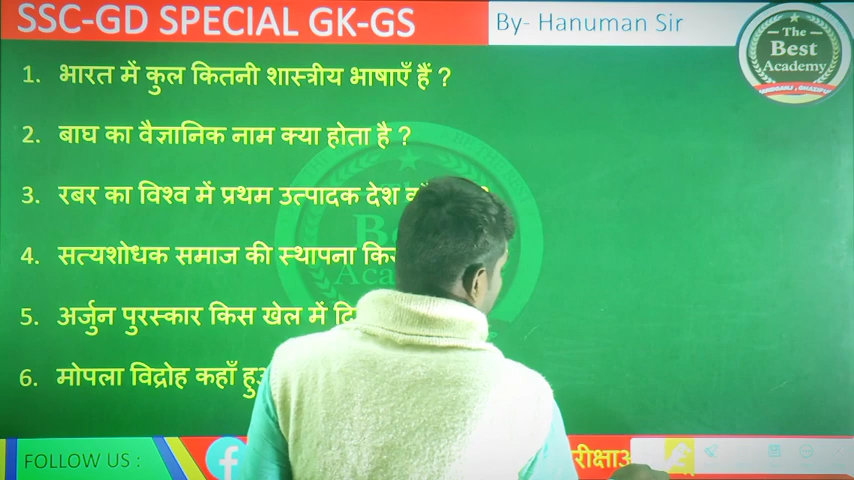 SSC-GD SPECIAL GK-GS
By- Hanuman Sir
The
Best
Academy
1. भारत में कुल कितनी शास्त्रीय भाषाएँ हैं ?
2. बाघ का वैज्ञानिक नाम क्या होता है ?
3. रबर का विश्व में प्रथम उत्पादक देश
4. सत्यशोधक समाज की स्थापना
5. अर्जुन पुरस्कार किस खेल में
6. मोपला विद्रोह कहाँ
FOLLOW US :
f